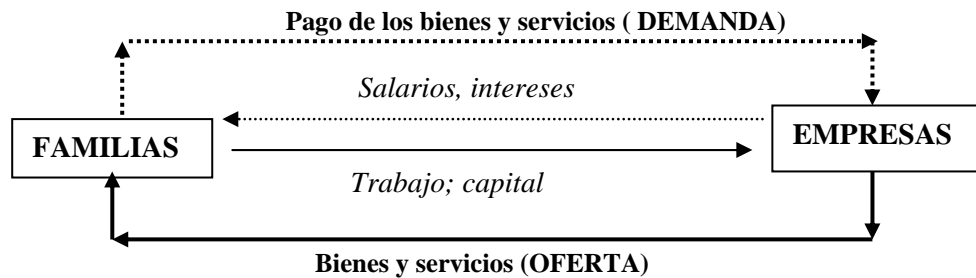 Pago de los bienes y servicios ( DEMANDA)
Salarios, intereses
FAMILIAS
EMPRESAS
Trabajo; capital
Bienes y servicios (OFERTA)